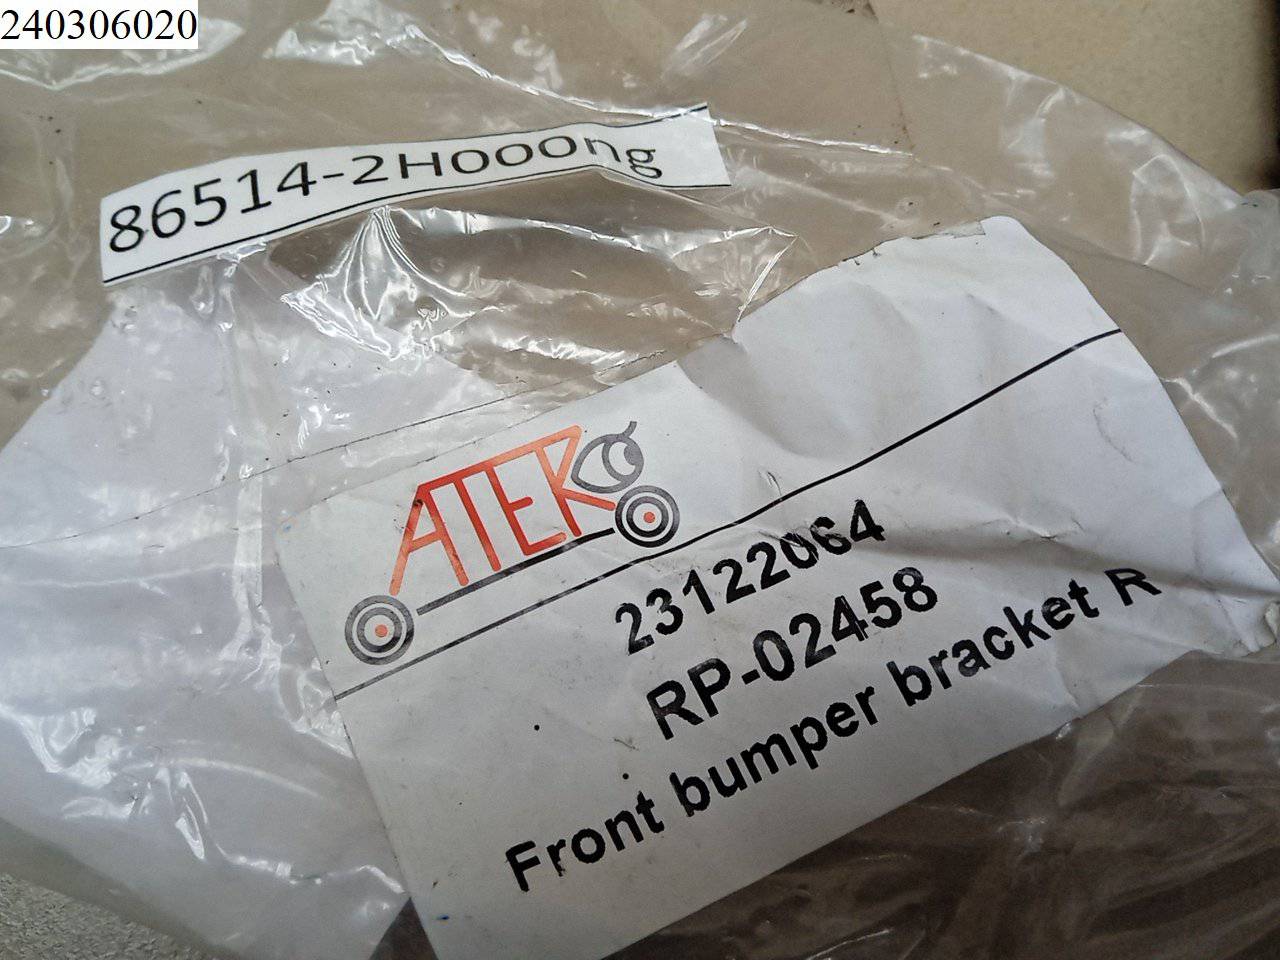 240306020
86514-2H000ng
ATEK
23122064
RP-02458
Front bumper bracket R